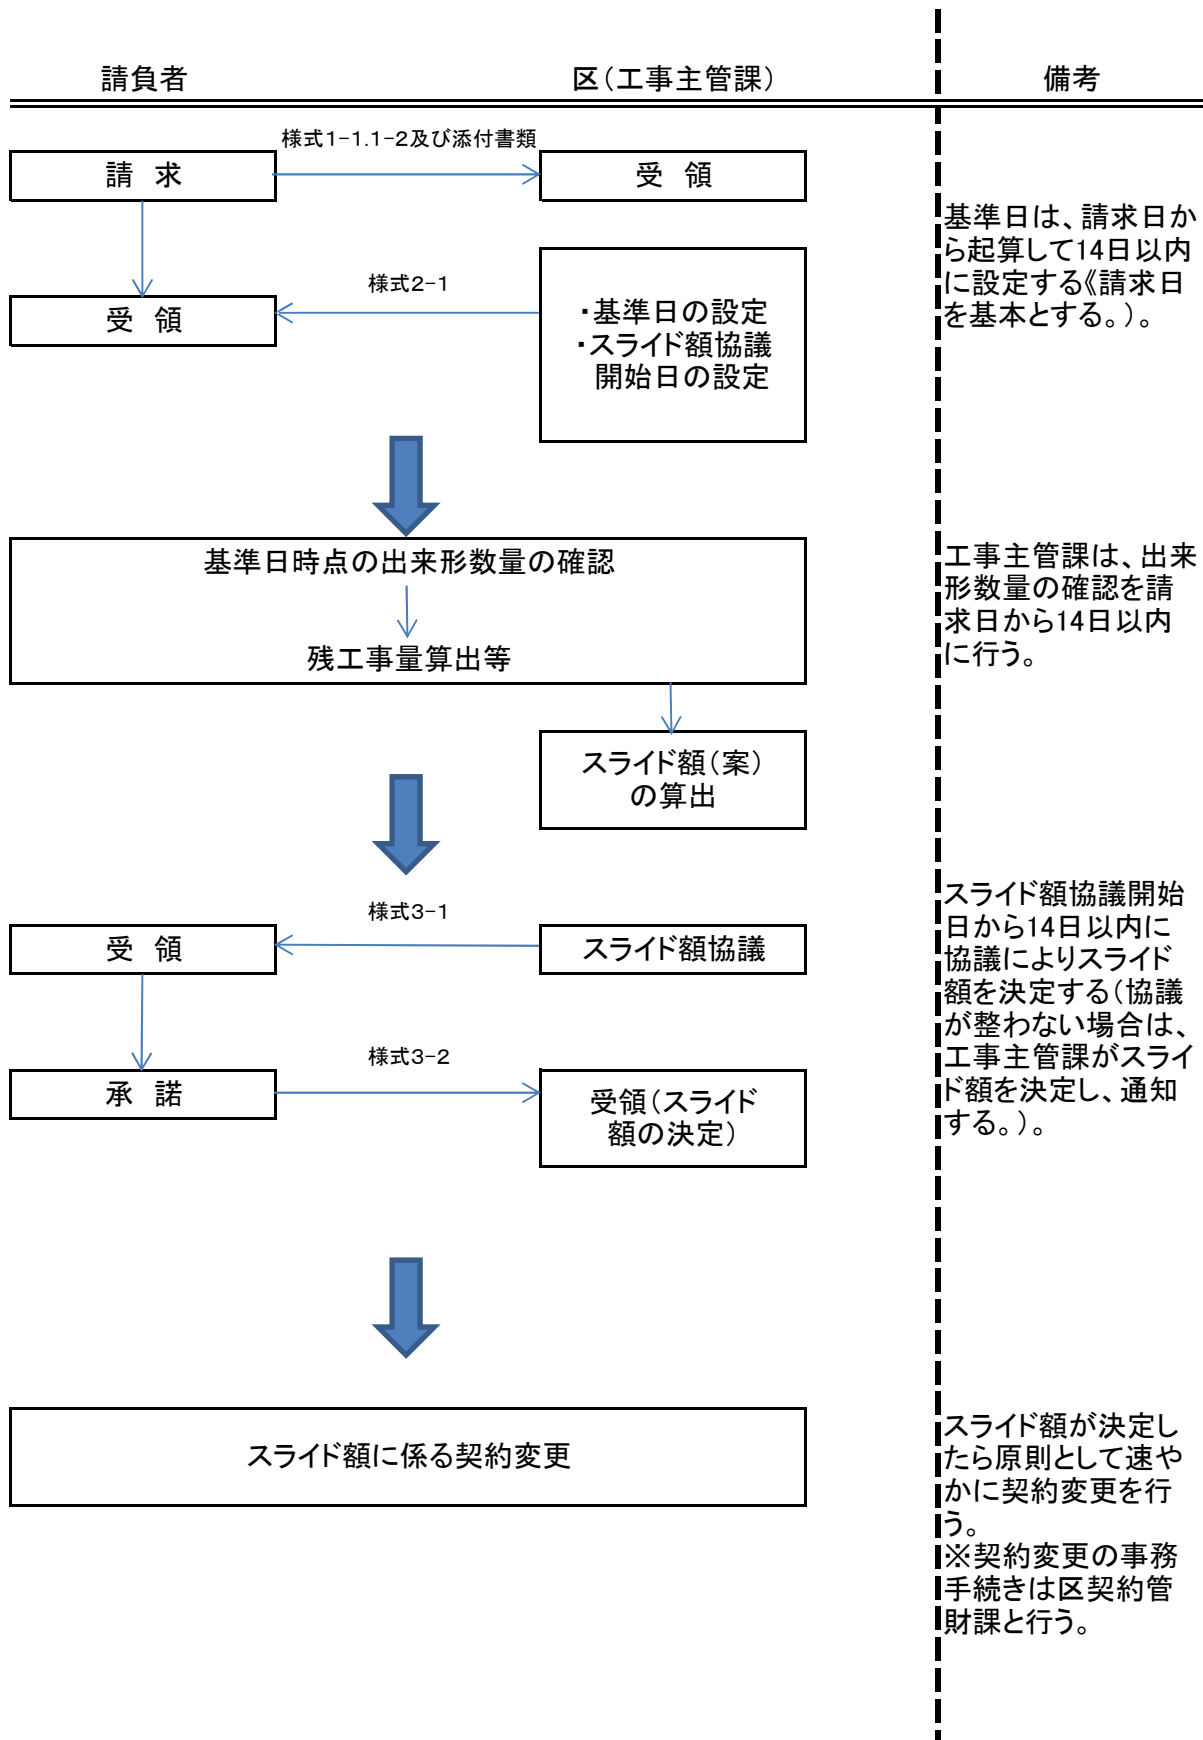 請負者
区（工事主管課）
備考
様式1-1.1-2及び添付書類
請　求
受　領
基準日は、請求日か
ら起算して14日以内
に設定する《請求日
を基本とする。）。
様式2-1
受　領
・基準日の設定
・スライド額協議
開始日の設定
基準日時点の出来形数量の確認
残工事量算出等
工事主管課は、出来
形数量の確認を請
求日から14日以内
に行う。
スライド額（案）
の算出
様式3-1
受　領
スライド額協議
スライド額協議開始
日から14日以内に
協議によりスライド
額を決定する（協議
が整わない場合は、
工事主管課がスライ
ド額を決定し、通知
する。）。
様式3-2
承　諾
受領（スライド
額の決定）
スライド額に係る契約変更
スライド額が決定し
たら原則として速や
かに契約変更を行
う。
※契約変更の事務
手続きは区契約管
財課と行う。